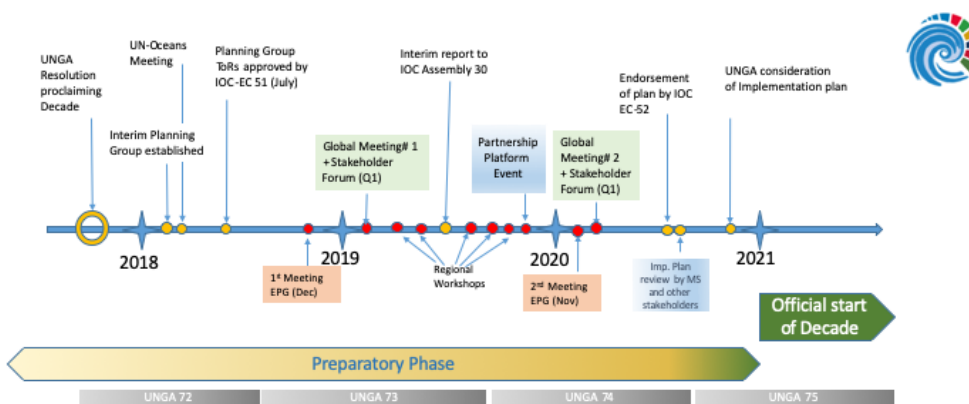 UNGA
Resolution
proclaiming
Decade
UN-Oceans
Meeting
Interim Planning
Group established
Planning Group
ToRs approved by
IOC-EC 51 (July)
Global Meeting# 1
+ Stakeholder
Forum (Q1)
Interim report to
IOC Assembly 30
Partnership
Platform
Event
Global
Meeting# 2
+ Stakeholder
Forum (Q1)
Endorsement
of plan by IOC
EC-52
UNGA consideration
of Implementation plan
2018
2019
2020
2021
1st Meeting
EPG (Dec)
Regional
Workshops
2nd Meeting
EPG (Nov)
Imp. Plan
review by MS
and other
stakeholders
Official start
of Decade
Preparatory Phase
UNGA 72
UNGA 73
UNGA 74
UNGA 75